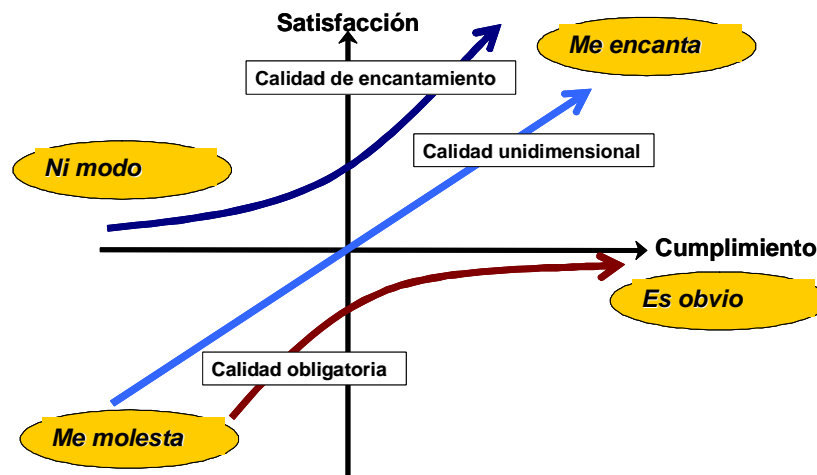 Satisfacción
Me encanta
Calidad de encantamiento
Calidad unidimensional
Ni modo
Cumplimiento
Es obvio
Calidad obligatoria
Me molesta